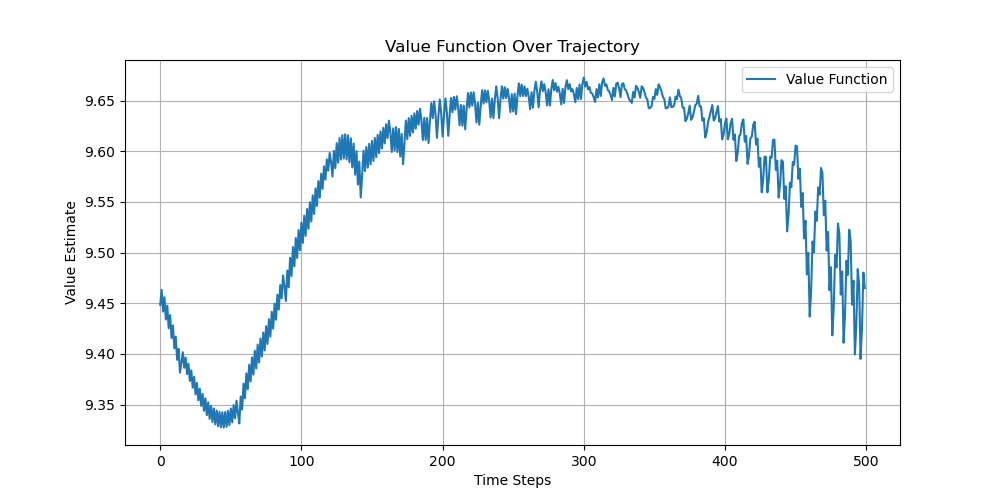 Value Function Over Trajectory
Value Function
Value Estimate
9.65
9.60
9.55
9.50
9.45
9.40
9.35
0 100 200 300 400 500
Time Steps